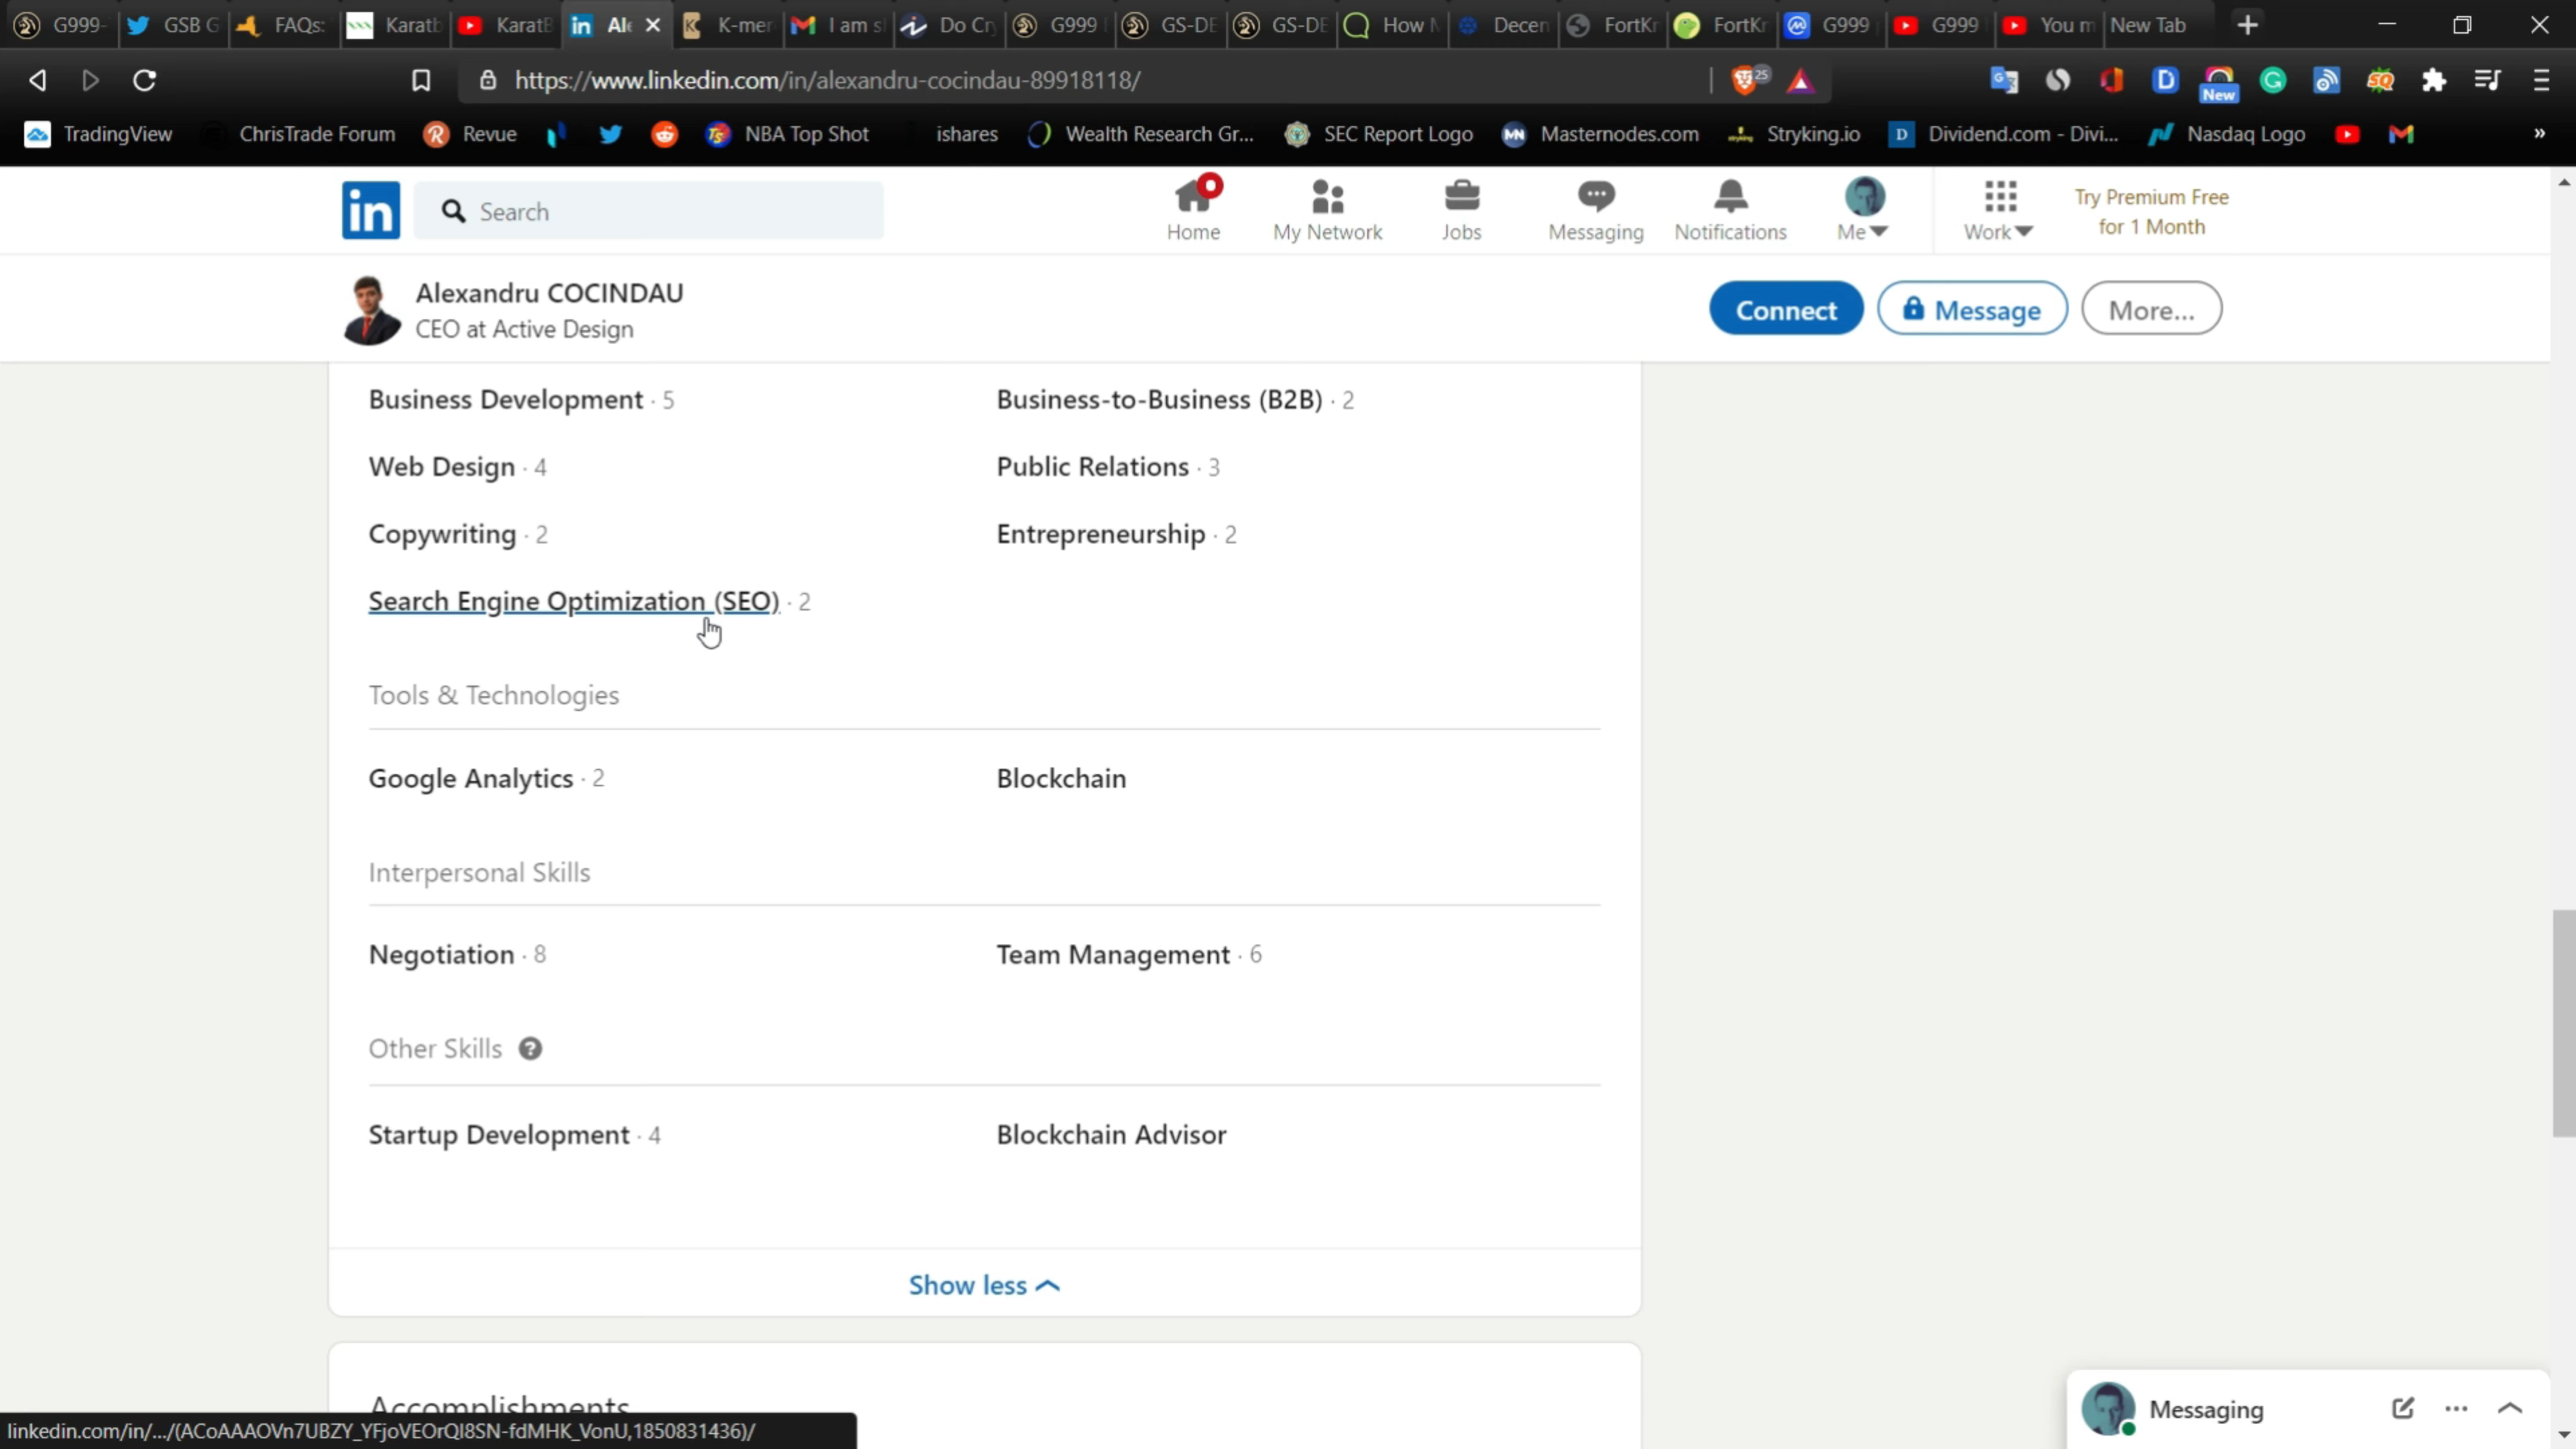 G999- GSB G FAQs: Karatb KaratB Ale K-mer I am s Do Cry G999 GS-DE GS-DE How Decen FortKr FortKr G999 G999 You m New Tab
https://www.linkedin.com/in/alexandru-cocindau-89918118/ 25 New
TradingView ChrisTrade Forum Revue NBA Top Shot ishares Wealth Research Gr... SEC Report Logo Masternodes.com Stryking.io Dividend.com - Divi... Nasdaq Logo »
in Search Home My Network Jobs Messaging Notifications Me Work Try Premium Free
for 1 Month
Alexandru COCINDAU
CEO at Active Design
Connect Message More...
Business Development · 5 Business-to-Business (B2B) · 2
Web Design · 4 Public Relations · 3
Copywriting · 2 Entrepreneurship · 2
Search Engine Optimization (SEO) · 2
Tools & Technologies
Google Analytics · 2 Blockchain
Interpersonal Skills
Negotiation · 8 Team Management · 6
Other Skills ?
Startup Development · 4 Blockchain Advisor
Show less
Accomplishments
Messaging
linkedin.com/in/.../(ACoAAAOVn7UBZY_YFjoVEOrQI8SN-fdMHK_VonU,1850831436)/